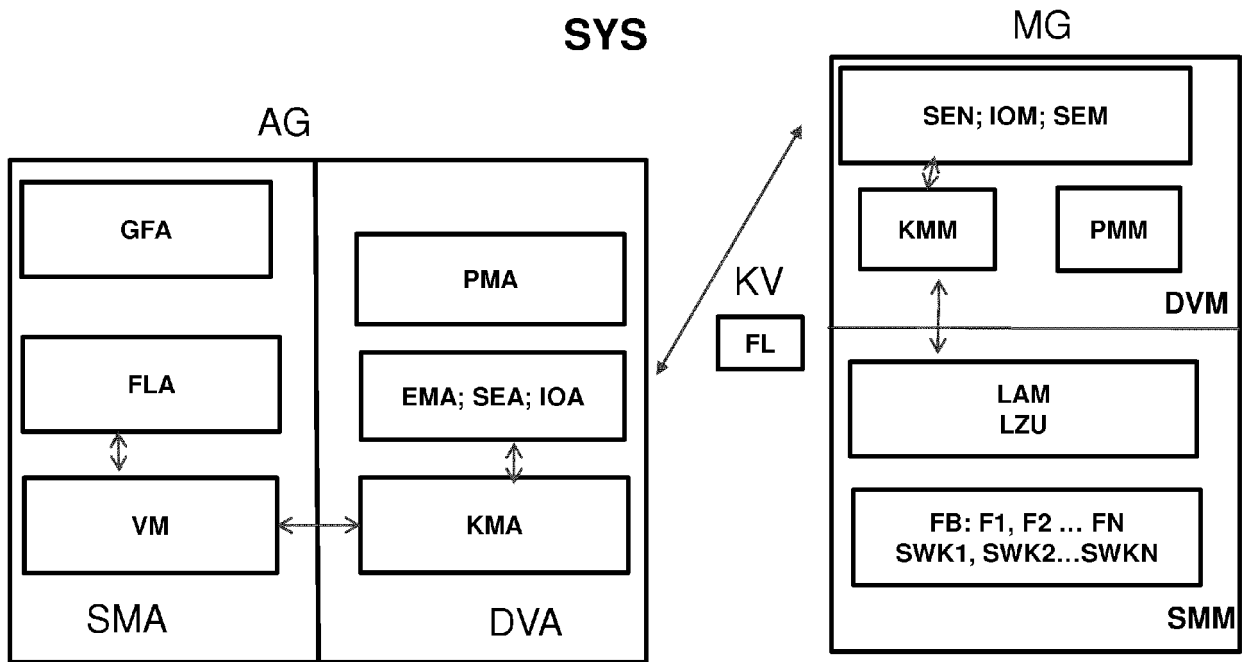 SYS
AG
GFA
FLA
VM
SMA
PMA
EMA; SEA; IOA
KMA
DVA
KV
FL
MG
SEN; IOM; SEM
KMM
PMM
DVM
LAM
LZU
FB: F1, F2 ... FN
SWK1, SWK2...SWKN
SMM